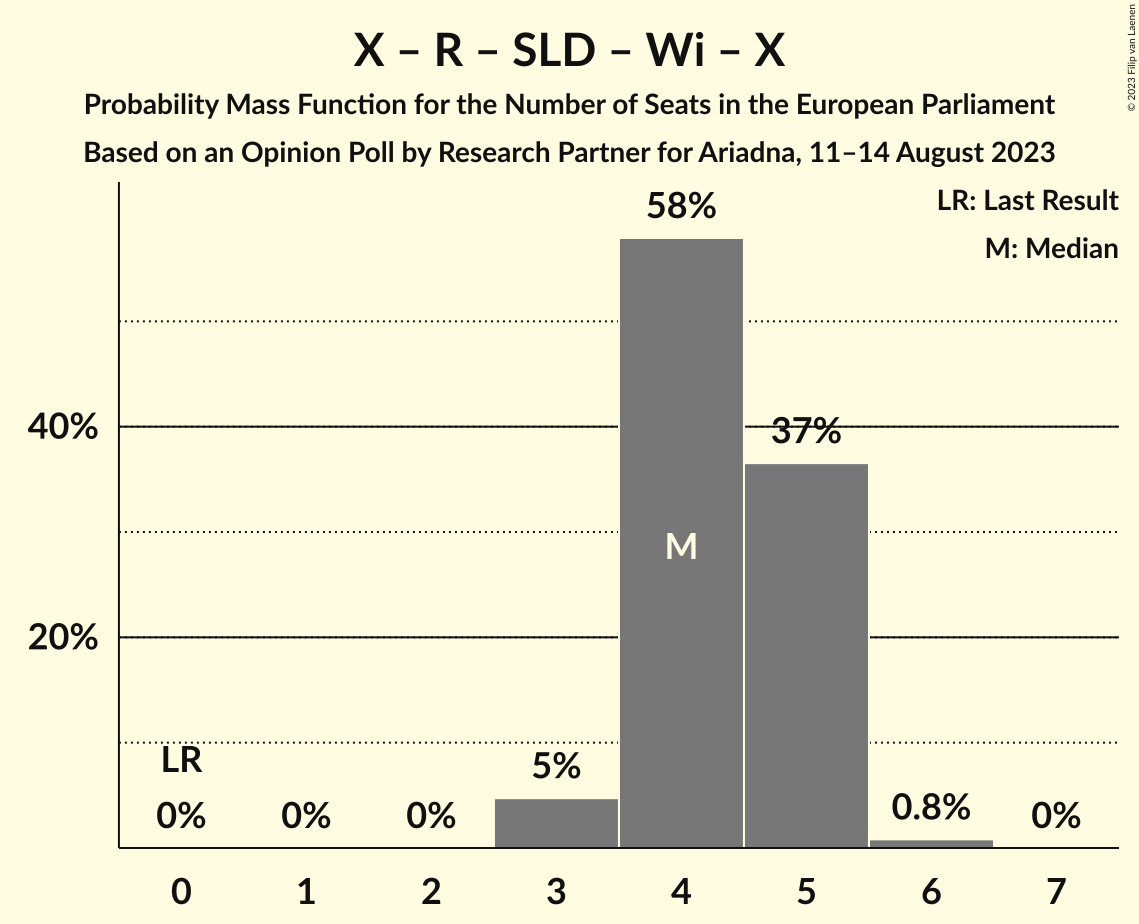 X – R – SLD – Wi – X
Probability Mass Function for the Number of Seats in the European Parliament
Based on an Opinion Poll by Research Partner for Ariadna, 11–14 August 2023
© 2023 Filip van Laenen
LR: Last Result
M: Median
58%
40%
37%
M
20%
LR
5%
0%
0%
0%
0.8%
0%
0 1 2 3 4 5 6 7